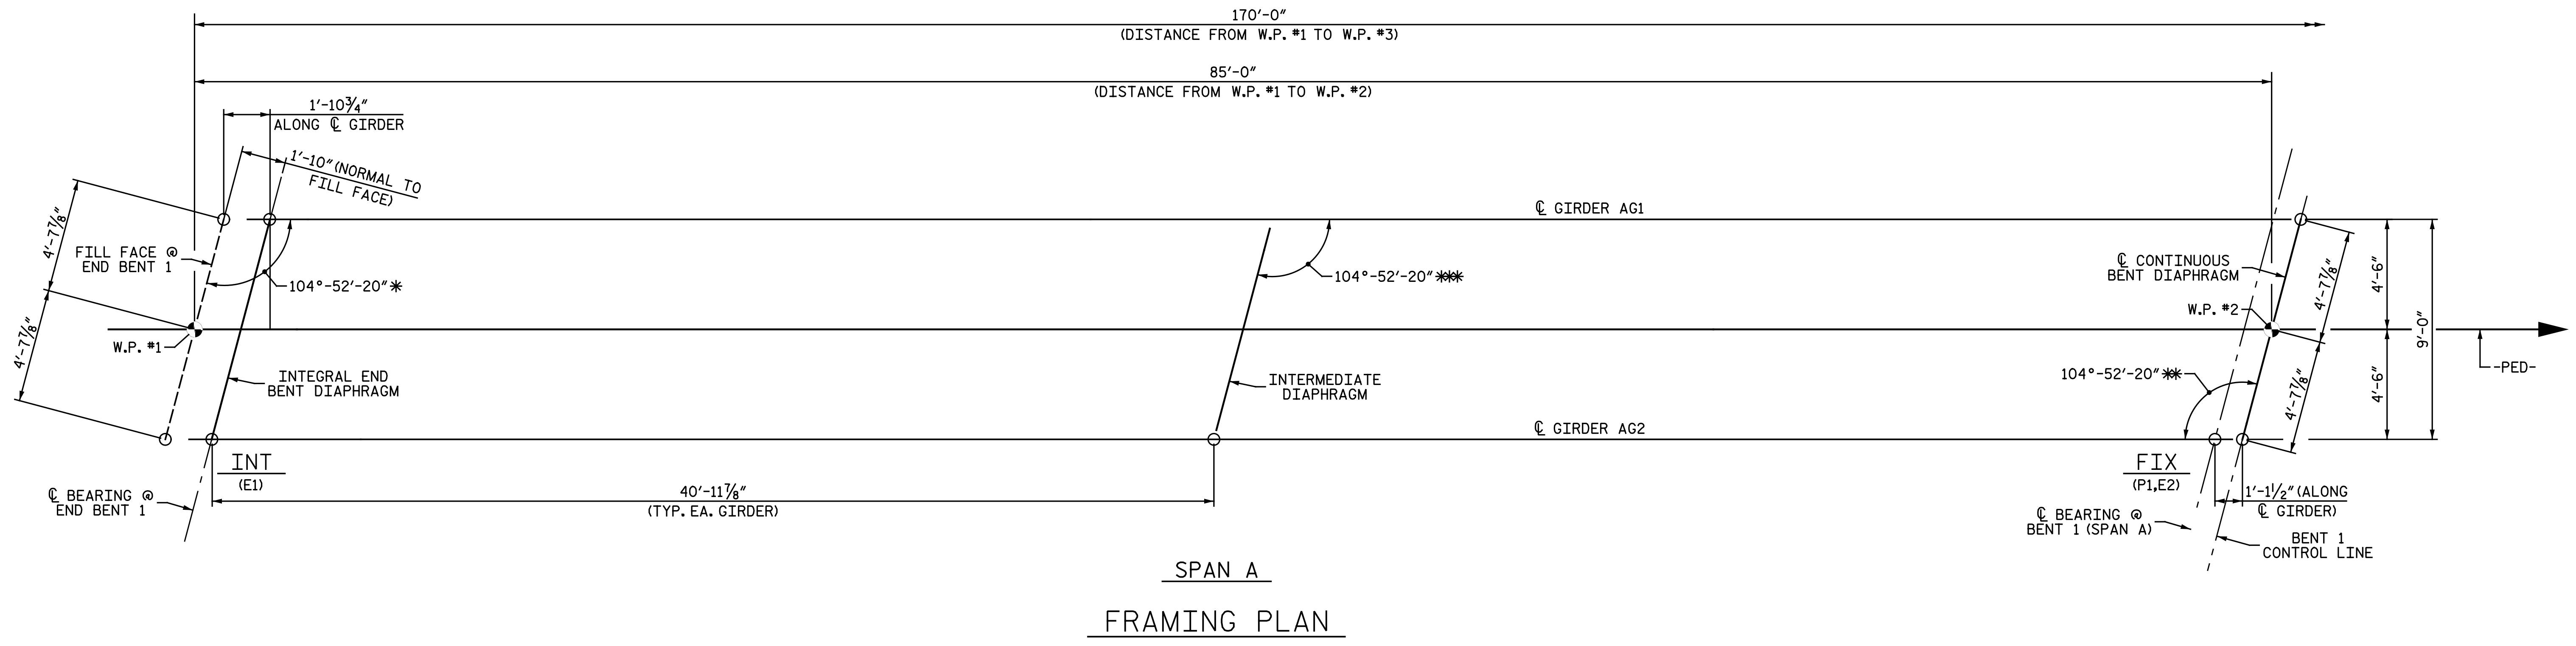 170'-0"
(DISTANCE FROM W.P. #1 TO W.P. #3)
85'-0"
(DISTANCE FROM W.P. #1 TO W.P. #2)
1'-10¾"
ALONG ℄ GIRDER
1'-10" (NORMAL TO
FILL FACE)
4'-7⅞"
4'-7⅞"
FILL FACE @
END BENT 1
104°-52'-20"*
W.P. #1
INTEGRAL END
BENT DIAPHRAGM
INT
(E1)
℄ BEARING @
END BENT 1
40'-11⅞"
(TYP. EA. GIRDER)
℄ GIRDER AG1
104°-52'-20"***
INTERMEDIATE
DIAPHRAGM
℄ GIRDER AG2
℄ CONTINUOUS
BENT DIAPHRAGM
W.P. #2
104°-52'-20"**
4'-7⅞"
4'-7⅞"
4'-6"
4'-6"
9'-0"
-PED-
FIX
(P1,E2)
1'-1½" (ALONG
℄ GIRDER)
℄ BEARING @
BENT 1 (SPAN A)
BENT 1
CONTROL LINE
SPAN A
FRAMING PLAN